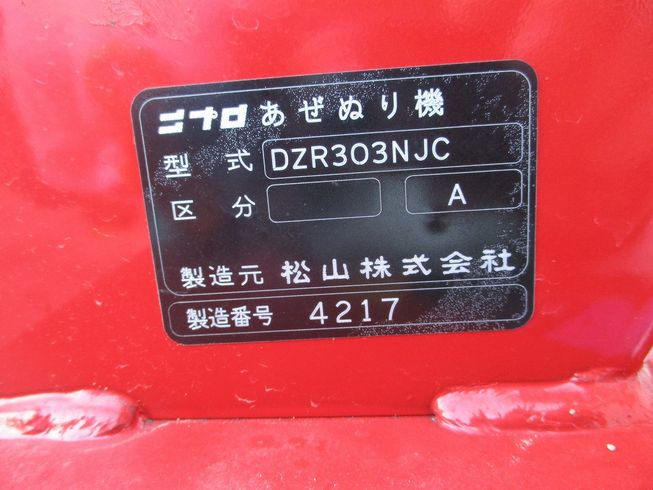 ニプロ あぜぬり機
型式 DZR303NJC
区分 A
製造元 松山株式会社
製造番号 4217